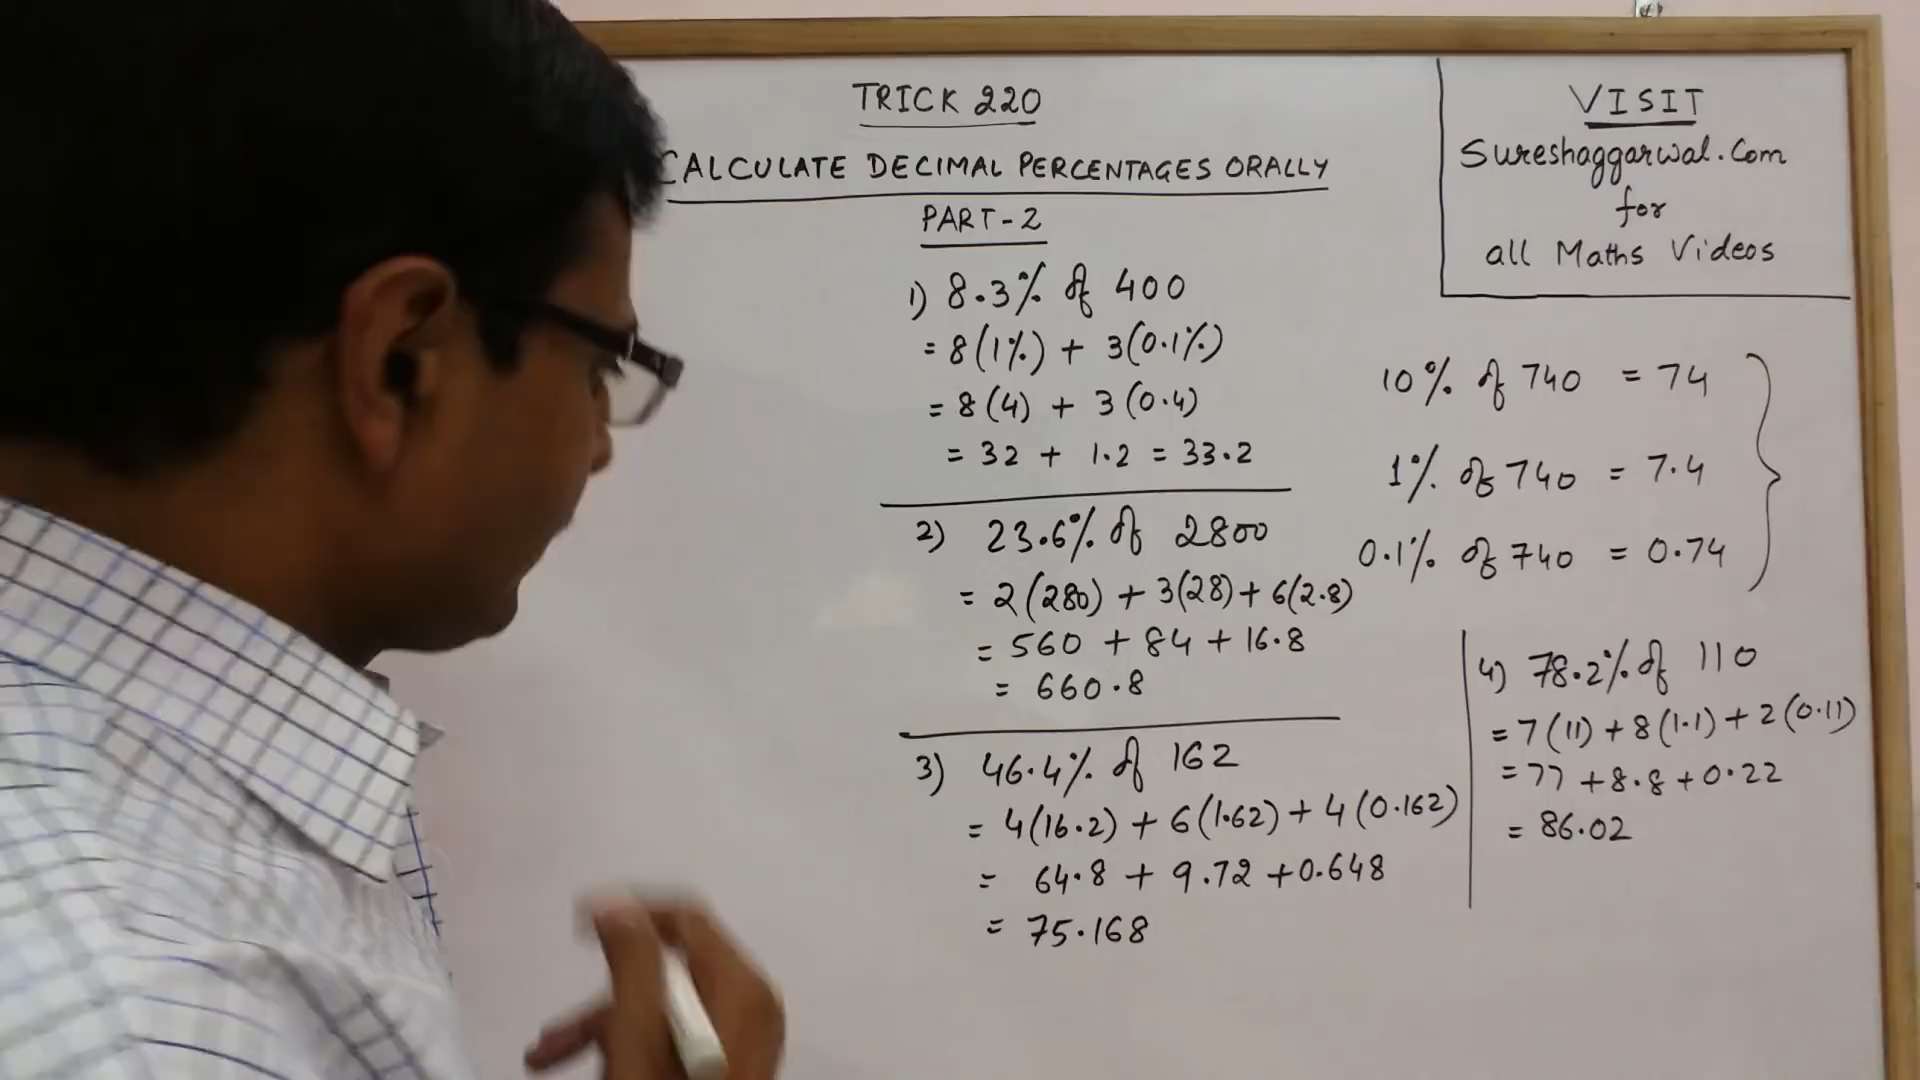 TRICK 220
CALCULATE DECIMAL PERCENTAGES ORALLY
PART-2
1) 8.3% of 400
= 8(1%) + 3(0.1%)
= 8(4) + 3(0.4)
= 32 + 1.2 = 33.2
2) 23.6% of 2800
= 2(280) + 3(28) + 6(2.8)
= 560 + 84 + 16.8
= 660.8
3) 46.4% of 162
= 4(16.2) + 6(1.62) + 4(0.162)
= 64.8 + 9.72 + 0.648
= 75.168
VISIT
Sureshaggarwal.Com
for
all Maths Videos
10% of 740 = 74
1% of 740 = 7.4
0.1% of 740 = 0.74
4) 78.2% of 110
= 7(11) + 8(1.1) + 2(0.11)
= 77 + 8.8 + 0.22
= 86.02